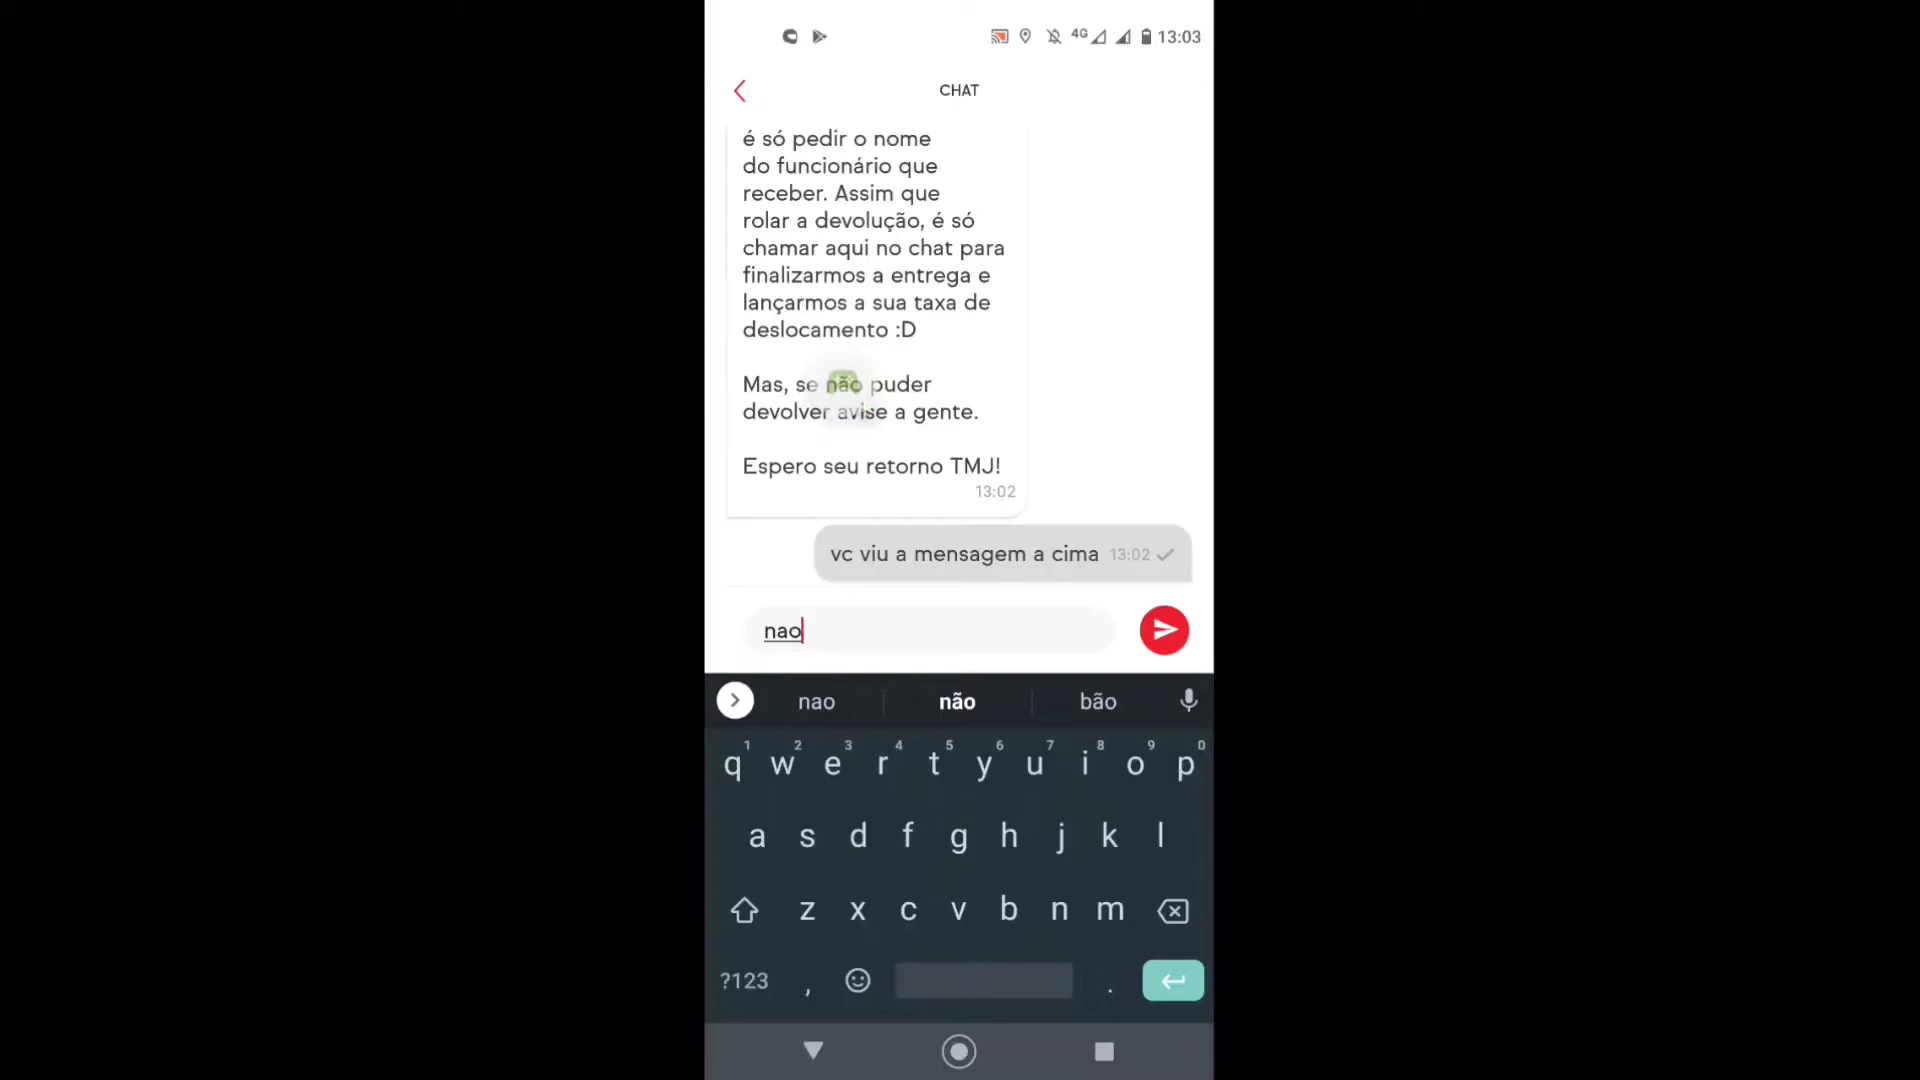 4G 13:03
CHAT
é só pedir o nome
do funcionário que
receber. Assim que
rolar a devolução, é só
chamar aqui no chat para
finalizarmos a entrega e
lançarmos a sua taxa de
deslocamento :D
Mas, se não puder
devolver avise a gente.
Espero seu retorno TMJ!
13:02
vc viu a mensagem a cima 13:02
nao
nao não bão
1 2 3 4 5 6 7 8 9 0
q w e r t y u i o p
a s d f g h j k l
z x c v b n m
?123 , .